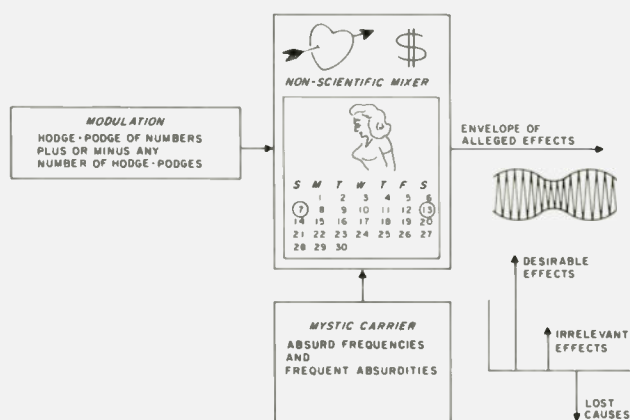 $
NON-SCIENTIFIC MIXER
MODULATION
HODGE-PODGE OF NUMBERS
PLUS OR MINUS ANY
NUMBER OF HODGE-PODGES
ENVELOPE OF
ALLEGED EFFECTS
S M T W T F S
1 2 3 4 5 6
7 8 9 10 11 12 13
14 15 16 17 18 19 20
21 22 23 24 25 26 27
28 29 30
DESIRABLE
EFFECTS
MYSTIC CARRIER
ABSURD FREQUENCIES
AND
FREQUENT ABSURDITIES
IRRELEVANT
EFFECTS
LOST
CAUSES